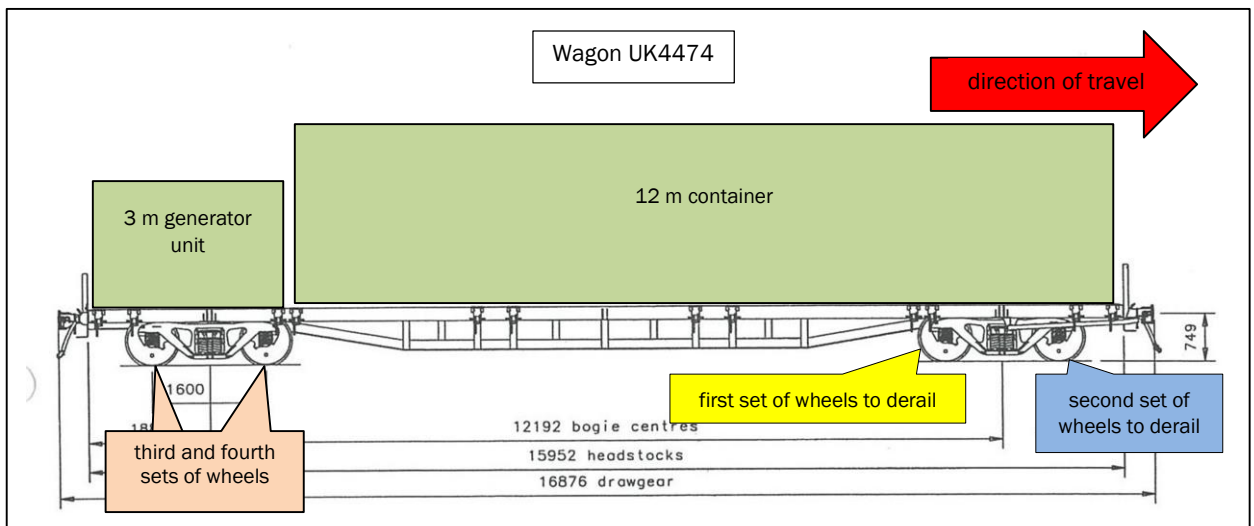 Wagon UK4474
direction of travel
12 m container
3 m generator
unit
749
1600
first set of wheels to derail
second set of
wheels to derail
12192 bogie centres
third and fourth
sets of wheels
15952 headstocks
16876 drawgear